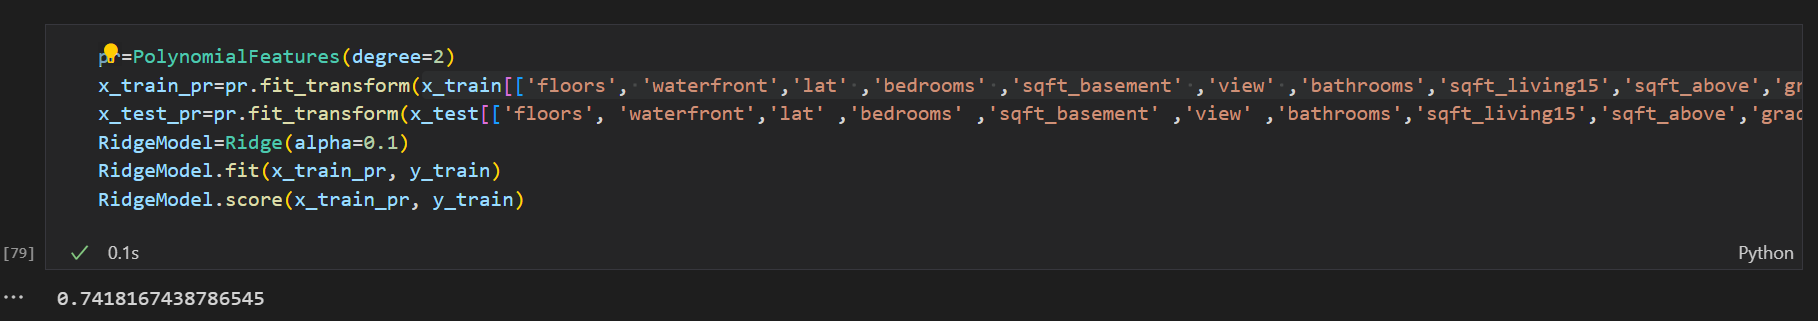 pr=PolynomialFeatures(degree=2)
x_train_pr=pr.fit_transform(x_train[['floors', 'waterfront','lat' ,'bedrooms' ,'sqft_basement' ,'view' ,'bathrooms','sqft_living15','sqft_above','gr
x_test_pr=pr.fit_transform(x_test[['floors', 'waterfront','lat' ,'bedrooms' ,'sqft_basement' ,'view' ,'bathrooms','sqft_living15','sqft_above','grad
RidgeModel=Ridge(alpha=0.1)
RidgeModel.fit(x_train_pr, y_train)
RidgeModel.score(x_train_pr, y_train)
[79] ✓ 0.1s Python
... 0.7418167438786545